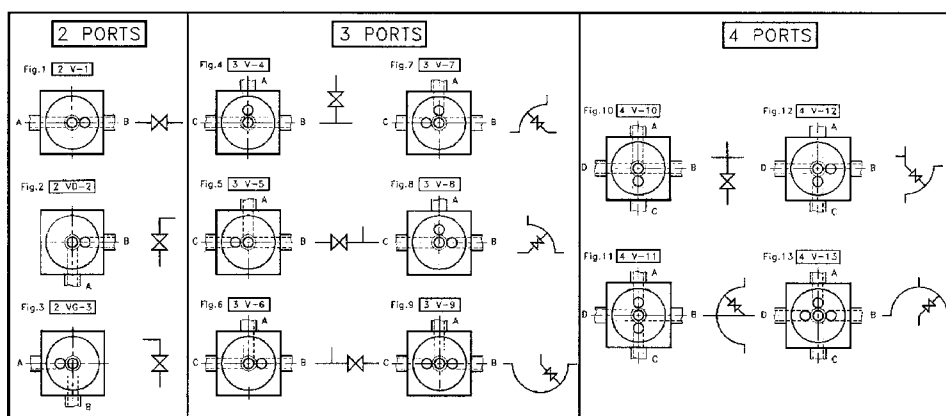 2 PORTS
Fig.1 2 V-1
A B
Fig.2 2 VD-2
B
A
Fig.3 2 VG-3
A
B
3 PORTS
Fig.4 3 V-4
A
C B
Fig.5 3 V-5
A
C B
Fig.6 3 V-6
A
C B
Fig.7 3 V-7
A
C B
Fig.8 3 V-8
A
C B
Fig.9 3 V-9
A
C B
4 PORTS
Fig.10 4 V-10
A
D B
C
Fig.11 4 V-11
A
D B
C
Fig.12 4 V-12
A
D B
C
Fig.13 4 V-13
A
D B
C